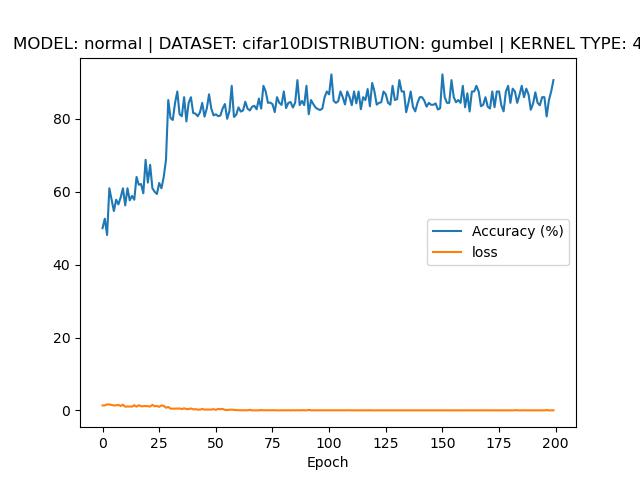 MODEL: normal | DATASET: cifar10DISTRIBUTION: gumbel | KERNEL TYPE: 4
80
60
40
20
0
Accuracy (%)
loss
0 25 50 75 100 125 150 175 200
Epoch